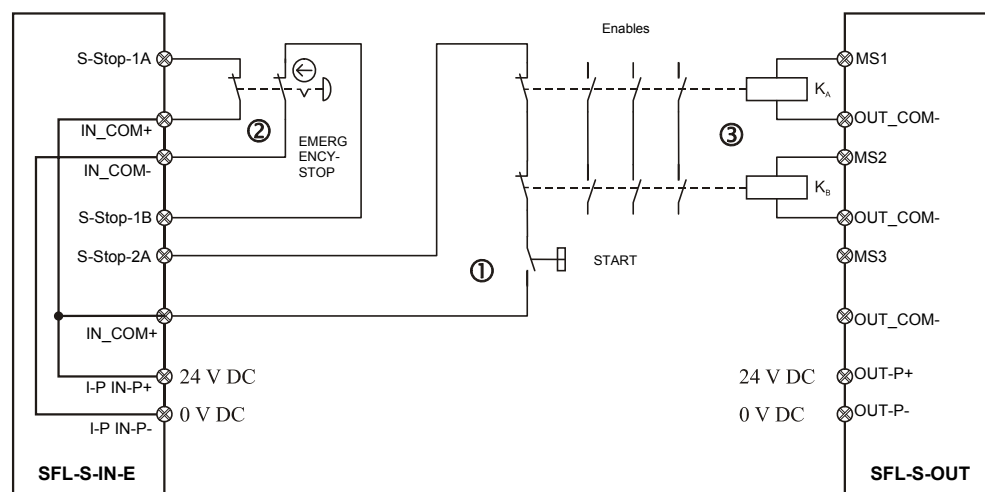 S-Stop-1A
IN_COM+
IN_COM-
S-Stop-1B
S-Stop-2A
IN_COM+
I-P IN-P+
I-P IN-P-
24 V DC
0 V DC
SFL-S-IN-E
②
EMERG
ENCY-
STOP
①
START
Enables
③
K_A
K_B
MS1
OUT_COM-
MS2
OUT_COM-
MS3
OUT_COM-
24 V DC
OUT-P+
0 V DC
OUT-P-
SFL-S-OUT